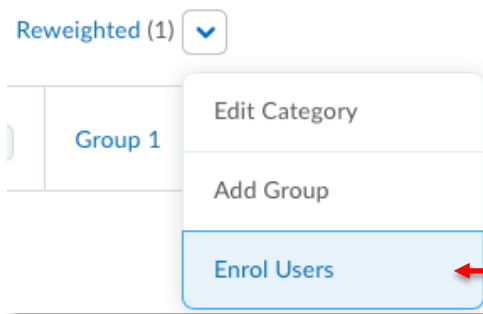 Reweighted (1)
Edit Category
Group 1
Add Group
Enrol Users